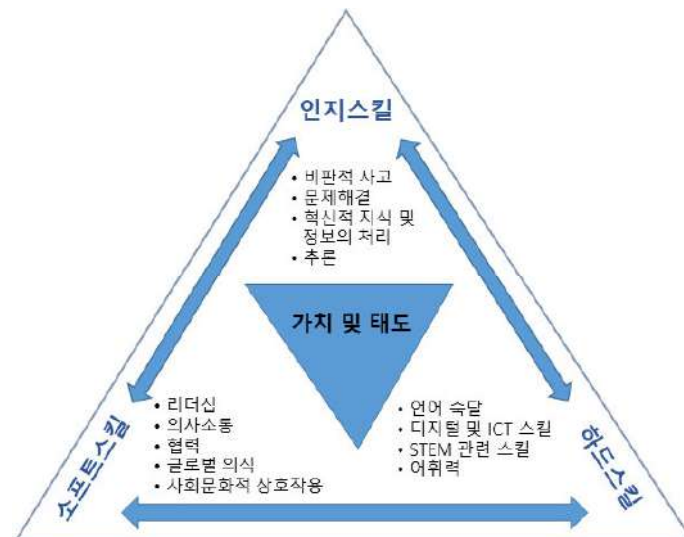 인지스킬
• 비판적 사고
• 문제해결
• 혁신적 지식 및
정보의 처리
• 추론
가치 및 태도
소프트스킬
• 리더십
• 의사소통
• 협력
• 글로벌 의식
• 사회문화적 상호작용
• 언어 숙달
• 디지털 및 ICT 스킬
• STEM 관련 스킬
• 어휘력
하드스킬